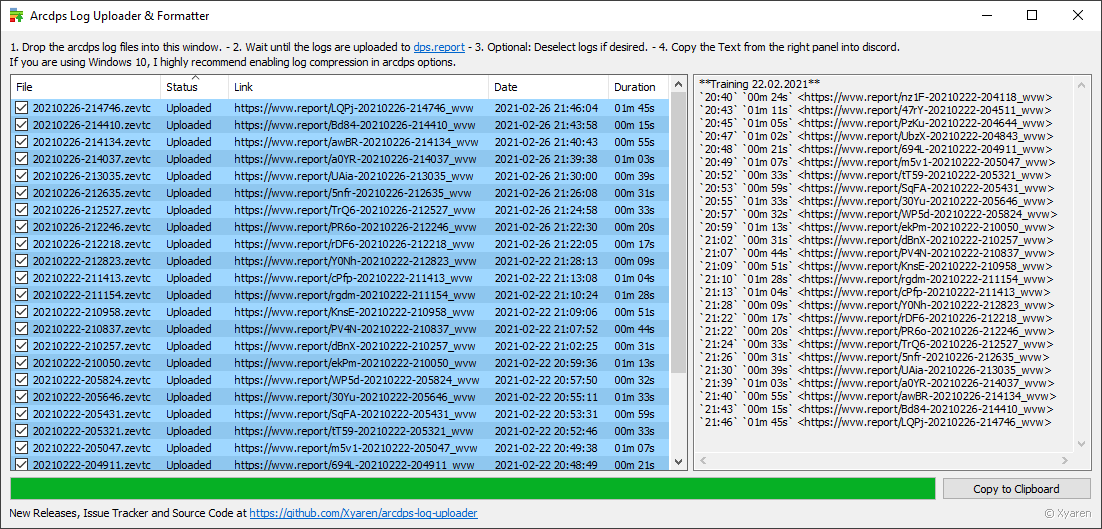 Arcdps Log Uploader & Formatter
1. Drop the arcdps log files into this window. - 2. Wait until the logs are uploaded to dps.report - 3. Optional: Deselect logs if desired. - 4. Copy the Text from the right panel into discord.
If you are using Windows 10, I highly recommend enabling log compression in arcdps options.
File Status Link Date Duration
20210226-214746.zevtc Uploaded https://wvw.report/LQPj-20210226-214746_wvw 2021-02-26 21:46:04 01m 45s
20210226-214410.zevtc Uploaded https://wvw.report/Bd84-20210226-214410_wvw 2021-02-26 21:43:58 00m 15s
20210226-214134.zevtc Uploaded https://wvw.report/awBR-20210226-214134_wvw 2021-02-26 21:40:43 00m 55s
20210226-214037.zevtc Uploaded https://wvw.report/a0YR-20210226-214037_wvw 2021-02-26 21:39:38 01m 03s
20210226-213035.zevtc Uploaded https://wvw.report/UAia-20210226-213035_wvw 2021-02-26 21:30:00 00m 39s
20210226-212635.zevtc Uploaded https://wvw.report/5nfr-20210226-212635_wvw 2021-02-26 21:26:08 00m 31s
20210226-212527.zevtc Uploaded https://wvw.report/TrQ6-20210226-212527_wvw 2021-02-26 21:24:58 00m 33s
20210226-212246.zevtc Uploaded https://wvw.report/PR6o-20210226-212246_wvw 2021-02-26 21:22:30 00m 20s
20210226-212218.zevtc Uploaded https://wvw.report/rDF6-20210226-212218_wvw 2021-02-26 21:22:05 00m 17s
20210222-212823.zevtc Uploaded https://wvw.report/Y0Nh-20210222-212823_wvw 2021-02-22 21:28:13 00m 09s
20210222-211413.zevtc Uploaded https://wvw.report/cPfp-20210222-211413_wvw 2021-02-22 21:13:08 01m 04s
20210222-211154.zevtc Uploaded https://wvw.report/rgdm-20210222-211154_wvw 2021-02-22 21:10:24 01m 28s
20210222-210958.zevtc Uploaded https://wvw.report/KnsE-20210222-210958_wvw 2021-02-22 21:09:06 00m 51s
20210222-210837.zevtc Uploaded https://wvw.report/PV4N-20210222-210837_wvw 2021-02-22 21:07:52 00m 44s
20210222-210257.zevtc Uploaded https://wvw.report/dBnX-20210222-210257_wvw 2021-02-22 21:02:25 00m 31s
20210222-210050.zevtc Uploaded https://wvw.report/ekPm-20210222-210050_wvw 2021-02-22 20:59:36 01m 13s
20210222-205824.zevtc Uploaded https://wvw.report/WP5d-20210222-205824_wvw 2021-02-22 20:57:50 00m 32s
20210222-205646.zevtc Uploaded https://wvw.report/30Yu-20210222-205646_wvw 2021-02-22 20:55:11 01m 33s
20210222-205431.zevtc Uploaded https://wvw.report/SqFA-20210222-205431_wvw 2021-02-22 20:53:31 00m 59s
20210222-205321.zevtc Uploaded https://wvw.report/tT59-20210222-205321_wvw 2021-02-22 20:52:46 00m 33s
20210222-205047.zevtc Uploaded https://wvw.report/m5v1-20210222-205047_wvw 2021-02-22 20:49:38 01m 07s
20210222-204911.zevtc Uploaded https://wvw.report/694L-20210222-204911_wvw 2021-02-22 20:48:49 00m 21s
**Training 22.02.2021**
`20:40` `00m 24s` <https://wvw.report/nz1F-20210222-204118_wvw>
`20:43` `01m 11s` <https://wvw.report/47rY-20210222-204511_wvw>
`20:45` `01m 05s` <https://wvw.report/PzKu-20210222-204644_wvw>
`20:47` `01m 02s` <https://wvw.report/UbzX-20210222-204843_wvw>
`20:48` `00m 21s` <https://wvw.report/694L-20210222-204911_wvw>
`20:49` `01m 07s` <https://wvw.report/m5v1-20210222-205047_wvw>
`20:52` `00m 33s` <https://wvw.report/tT59-20210222-205321_wvw>
`20:53` `00m 59s` <https://wvw.report/SqFA-20210222-205431_wvw>
`20:55` `01m 33s` <https://wvw.report/30Yu-20210222-205646_wvw>
`20:57` `00m 32s` <https://wvw.report/WP5d-20210222-205824_wvw>
`20:59` `01m 13s` <https://wvw.report/ekPm-20210222-210050_wvw>
`21:02` `00m 31s` <https://wvw.report/dBnX-20210222-210257_wvw>
`21:07` `00m 44s` <https://wvw.report/PV4N-20210222-210837_wvw>
`21:09` `00m 51s` <https://wvw.report/KnsE-20210222-210958_wvw>
`21:10` `01m 28s` <https://wvw.report/rgdm-20210222-211154_wvw>
`21:13` `01m 04s` <https://wvw.report/cPfp-20210222-211413_wvw>
`21:28` `00m 09s` <https://wvw.report/Y0Nh-20210222-212823_wvw>
`21:22` `00m 17s` <https://wvw.report/rDF6-20210226-212218_wvw>
`21:22` `00m 20s` <https://wvw.report/PR6o-20210226-212246_wvw>
`21:24` `00m 33s` <https://wvw.report/TrQ6-20210226-212527_wvw>
`21:26` `00m 31s` <https://wvw.report/5nfr-20210226-212635_wvw>
`21:30` `00m 39s` <https://wvw.report/UAia-20210226-213035_wvw>
`21:39` `01m 03s` <https://wvw.report/a0YR-20210226-214037_wvw>
`21:40` `00m 55s` <https://wvw.report/awBR-20210226-214134_wvw>
`21:43` `00m 15s` <https://wvw.report/Bd84-20210226-214410_wvw>
`21:46` `01m 45s` <https://wvw.report/LQPj-20210226-214746_wvw>
Copy to Clipboard
New Releases, Issue Tracker and Source Code at https://github.com/Xyaren/arcdps-log-uploader
© Xyaren